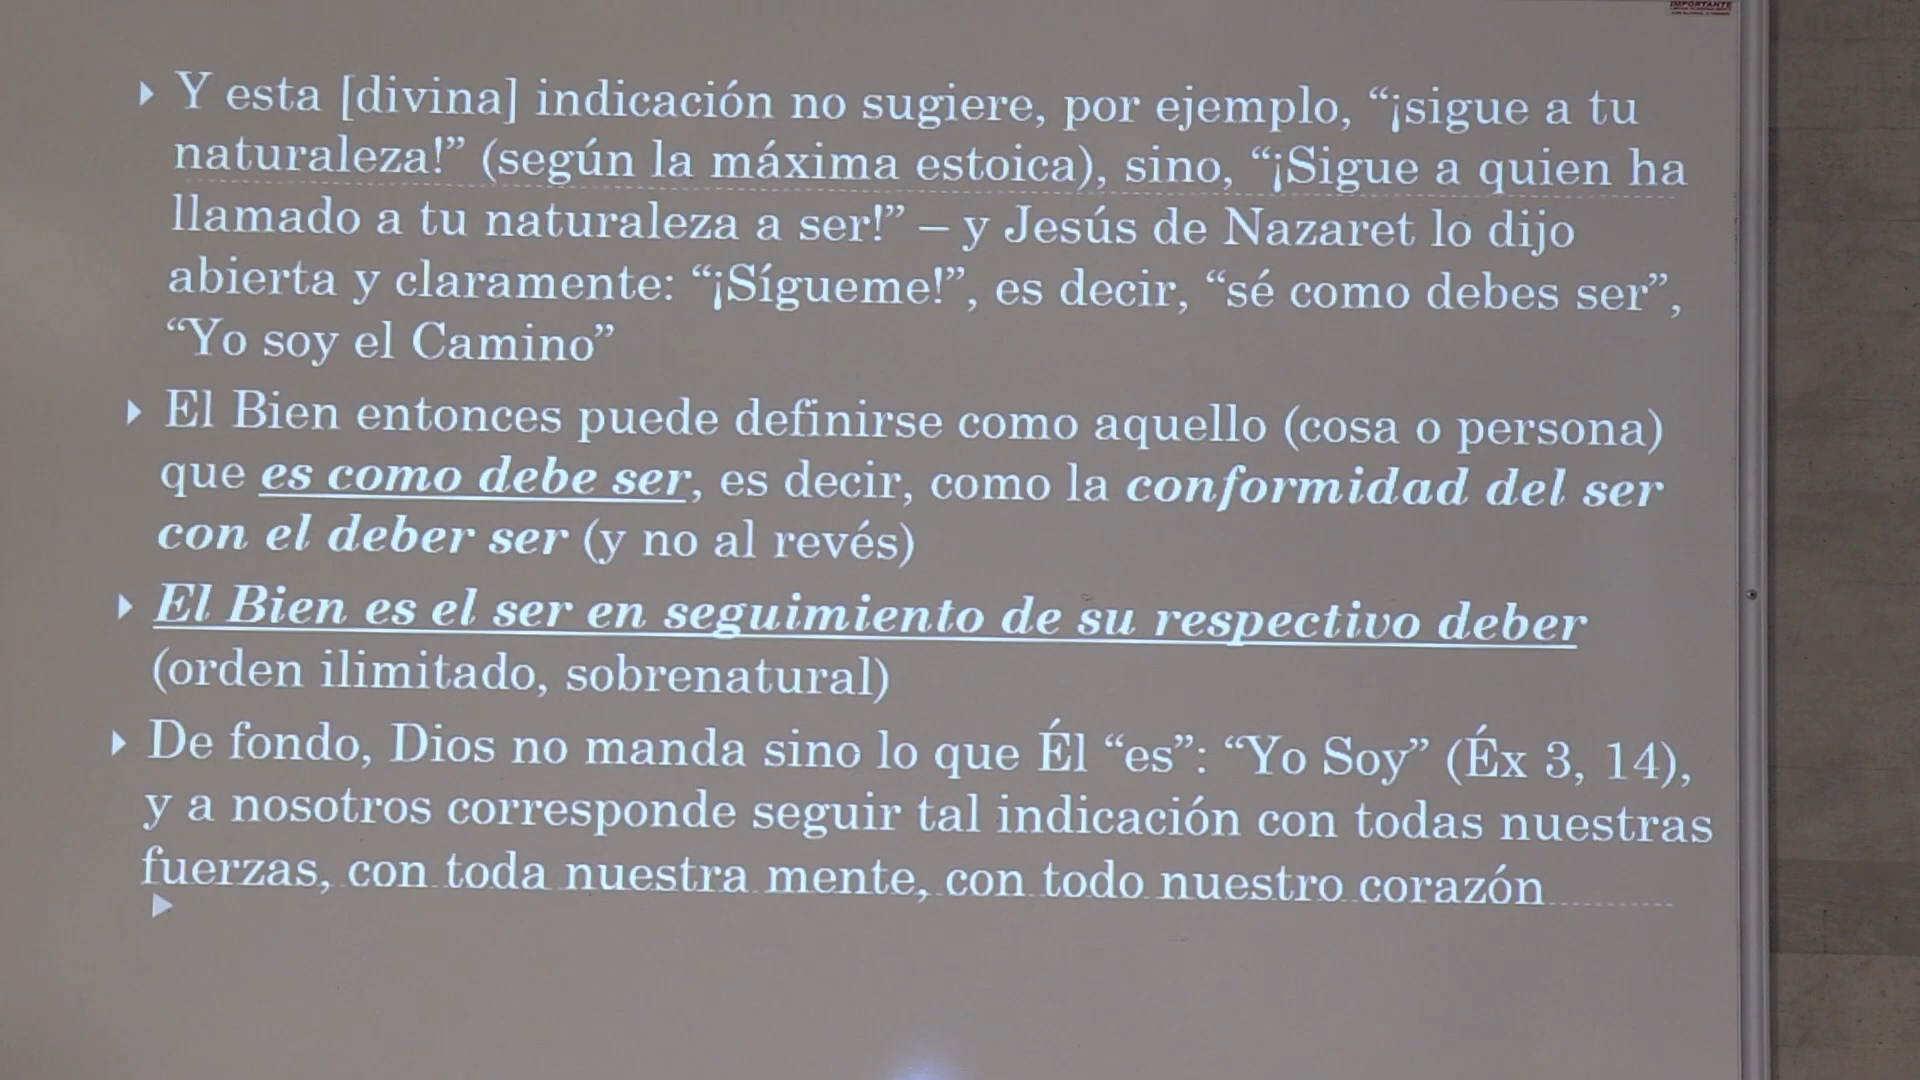 IMPORTANTE
Y esta [divina] indicación no sugiere, por ejemplo, “¡sigue a tu
naturaleza!” (según la máxima estoica), sino, “¡Sigue a quien ha
llamado a tu naturaleza a ser!” – y Jesús de Nazaret lo dijo
abierta y claramente: “¡Sígueme!”, es decir, “sé como debes ser”,
“Yo soy el Camino”
El Bien entonces puede definirse como aquello (cosa o persona)
que es como debe ser, es decir, como la conformidad del ser
con el deber ser (y no al revés)
El Bien es el ser en seguimiento de su respectivo deber
(orden ilimitado, sobrenatural)
De fondo, Dios no manda sino lo que Él “es”: “Yo Soy” (Éx 3, 14),
y a nosotros corresponde seguir tal indicación con todas nuestras
fuerzas, con toda nuestra mente, con todo nuestro corazón